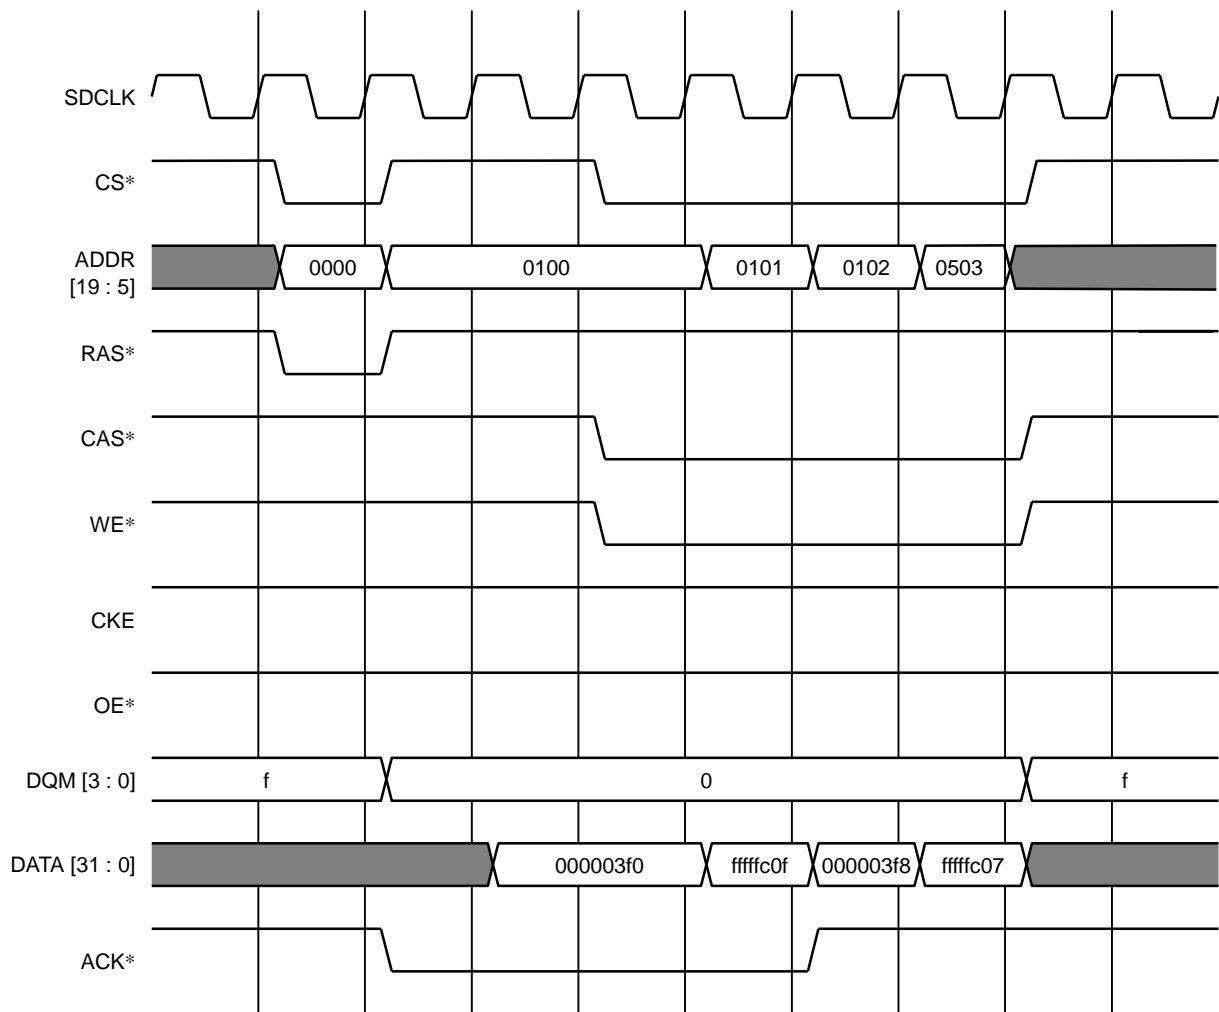 SDCLK
CS*
ADDR
[19 : 5]
0000
0100
0101
0102
0503
RAS*
CAS*
WE*
CKE
OE*
DQM [3 : 0]
f
0
f
DATA [31 : 0]
000003f0
fffffc0f
000003f8
fffffc07
ACK*